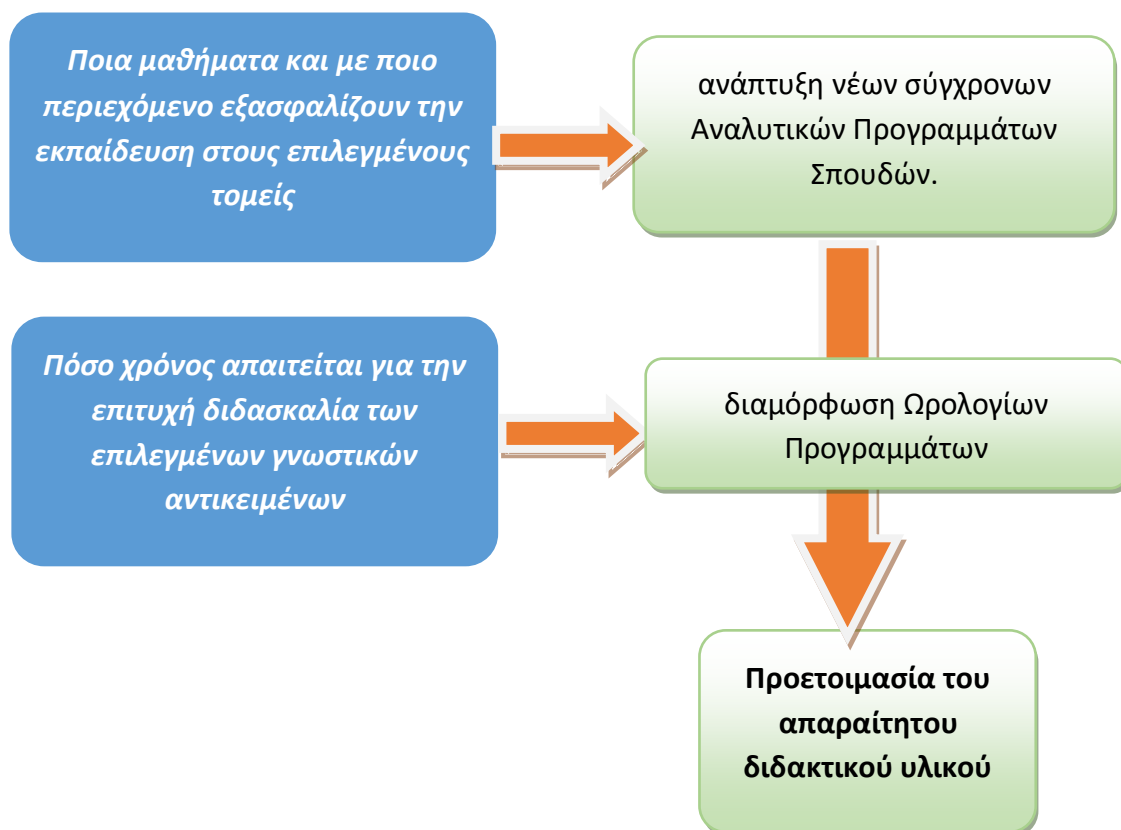 Ποια μαθήματα και με ποιο
περιεχόμενο εξασφαλίζουν την
εκπαίδευση στους επιλεγμένους
τομείς
ανάπτυξη νέων σύγχρονων
Αναλυτικών Προγραμμάτων
Σπουδών.
Πόσο χρόνος απαιτείται για την
επιτυχή διδασκαλία των
επιλεγμένων γνωστικών
αντικειμένων
διαμόρφωση Ωρολογίων
Προγραμμάτων
Προετοιμασία του
απαραίτητου
διδακτικού υλικού